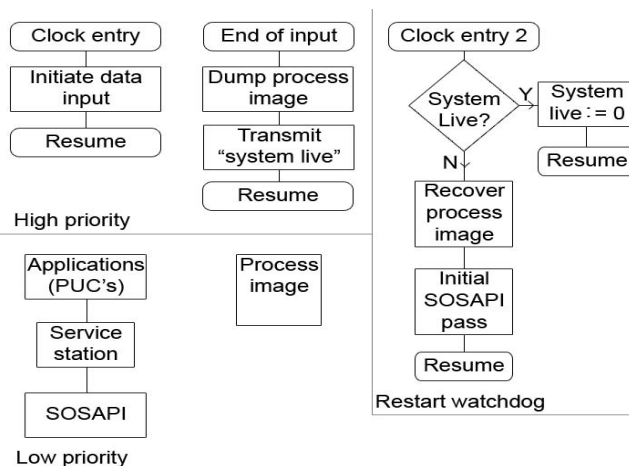 Clock entry
Initiate data
input
Resume
End of input
Dump process
image
Transmit
“system live”
Resume
High priority
Clock entry 2
System
Live?
Y
System
live:= 0
Resume
N
Recover
process
image
Initial
SOSAPI
pass
Resume
Restart watchdog
Applications
(PUC's)
Service
station
SOSAPI
Process
image
Low priority